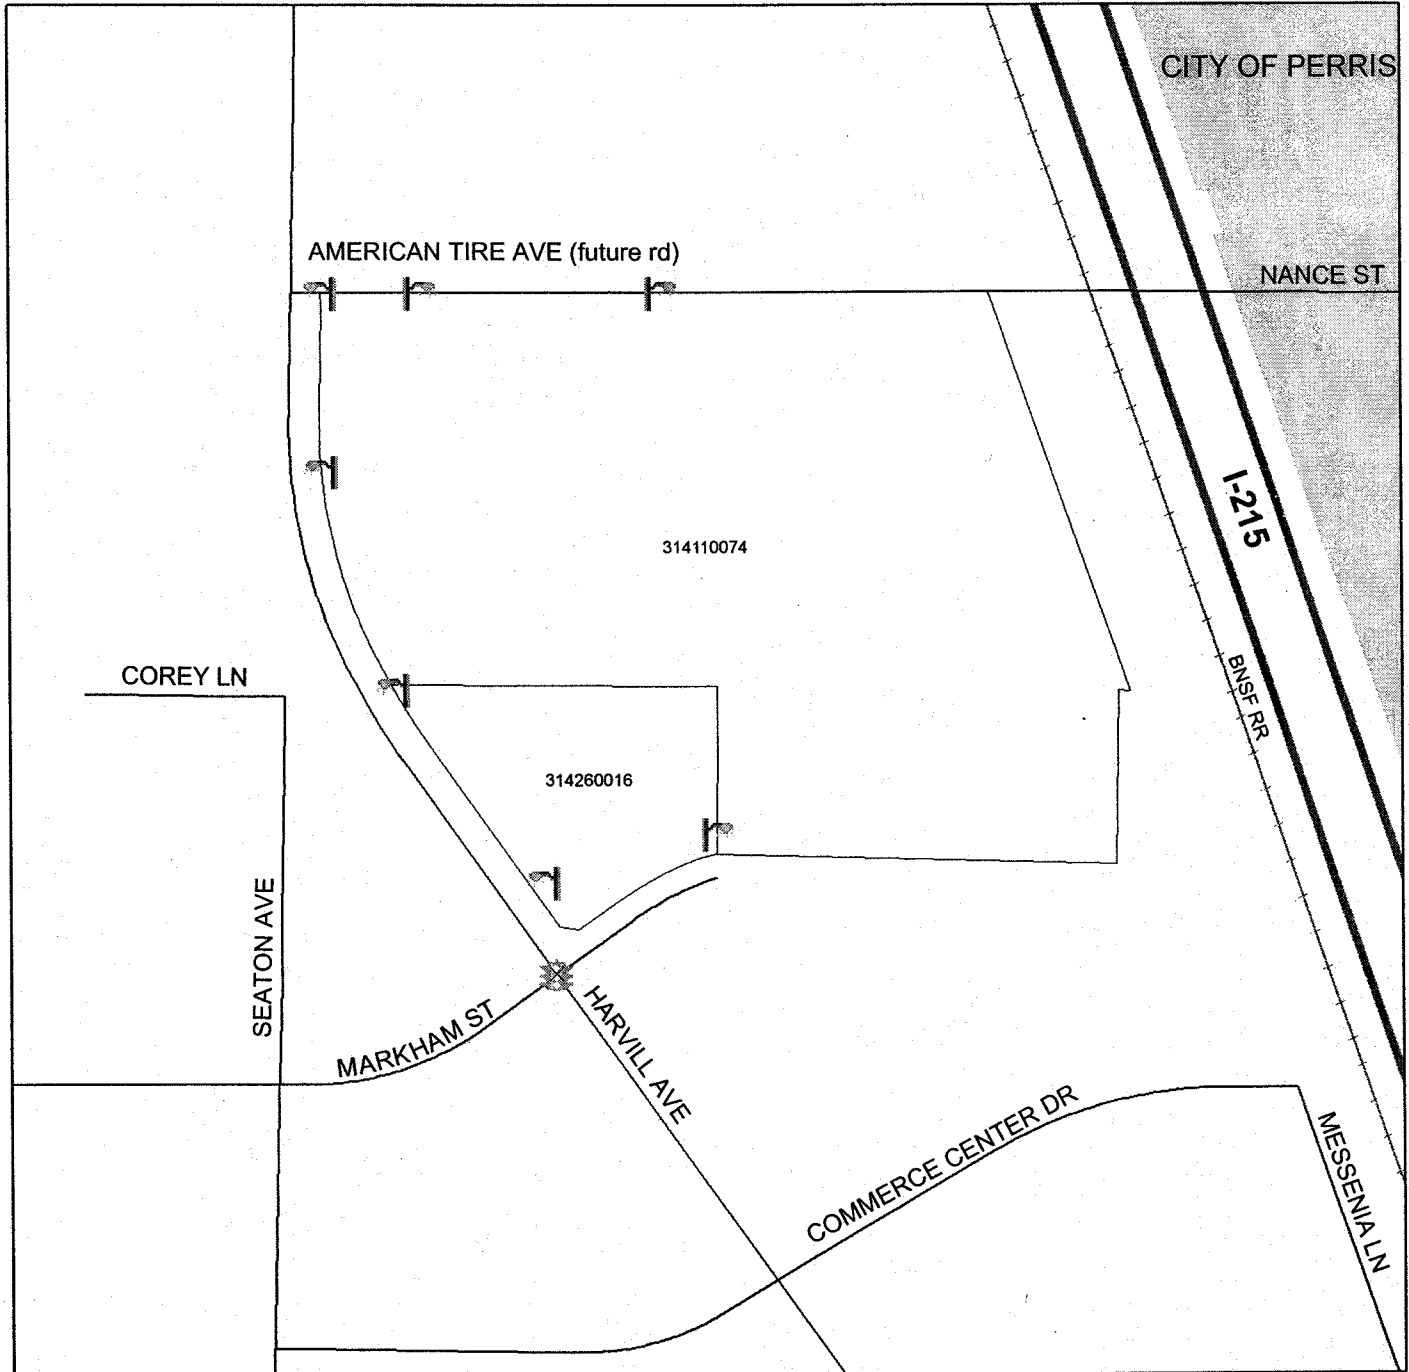 CITY OF PERRIS
AMERICAN TIRE AVE (future rd)
NANCE ST
I-215
314110074
COREY LN
BNSF RR
314260016
SEATON AVE
MARKHAM ST
HARVILL AVE
COMMERCE CENTER DR
MESSENIA LN